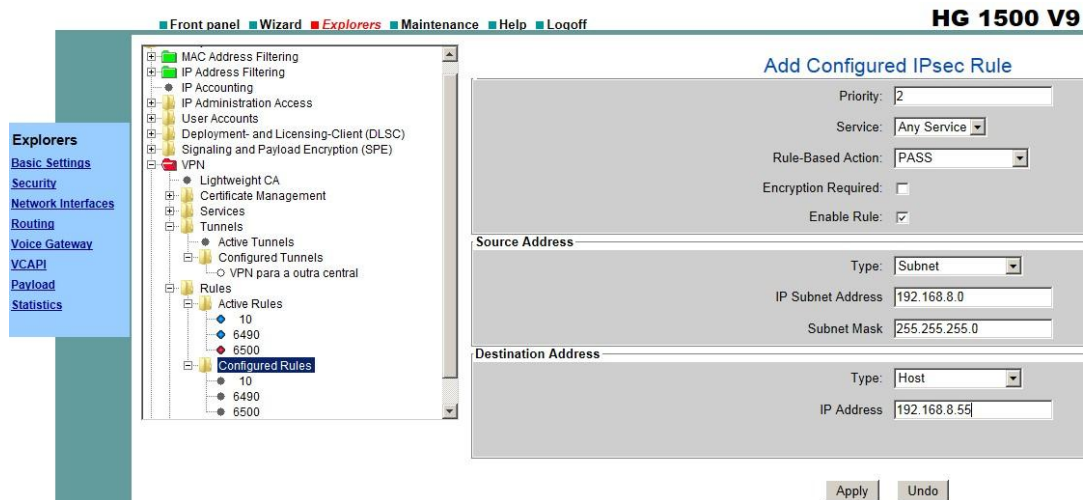 Front panel Wizard Explorers Maintenance Help Logoff
HG 1500 V9
Explorers
Basic Settings
Security
Network Interfaces
Routing
Voice Gateway
VCAPI
Payload
Statistics
MAC Address Filtering
IP Address Filtering
IP Accounting
IP Administration Access
User Accounts
Deployment- and Licensing-Client (DLSC)
Signaling and Payload Encryption (SPE)
VPN
Lightweight CA
Certificate Management
Services
Tunnels
Active Tunnels
Configured Tunnels
VPN para a outra central
Rules
Active Rules
10
6490
6500
Configured Rules
10
6490
6500
Add Configured IPsec Rule
Priority: 2
Service: Any Service
Rule-Based Action: PASS
Encryption Required:
Enable Rule:
Source Address
Type: Subnet
IP Subnet Address 192.168.8.0
Subnet Mask 255.255.255.0
Destination Address
Type: Host
IP Address 192.168.8.55
Apply Undo